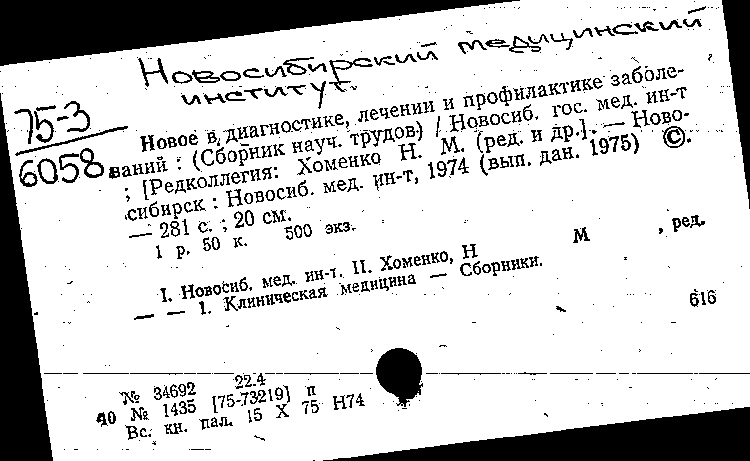 Новосибирский медицинский
институт.
75-3
6058
Новое в диагностике, лечении и профилактике заболе-
ваний : (Сборник науч. трудов) / Новосиб. гос. мед. ин-т
; [Редколлегия: Хоменко Н. М. (ред. и др.]. — Ново-
сибирск : Новосиб. мед. ин-т, 1974 (вып. дан. 1975) ©.
— 281 с. ; 20 см.
1 р. 50 к. 500 экз.
I. Новосиб. мед. ин-т. II. Хоменко, Н М , ред.
— — 1. Клиническая медицина — Сборники.
616
№ 34692 22.4
40 № 1435 [75-73219] п
Вс. кн. пал. 15 X 75 Н74